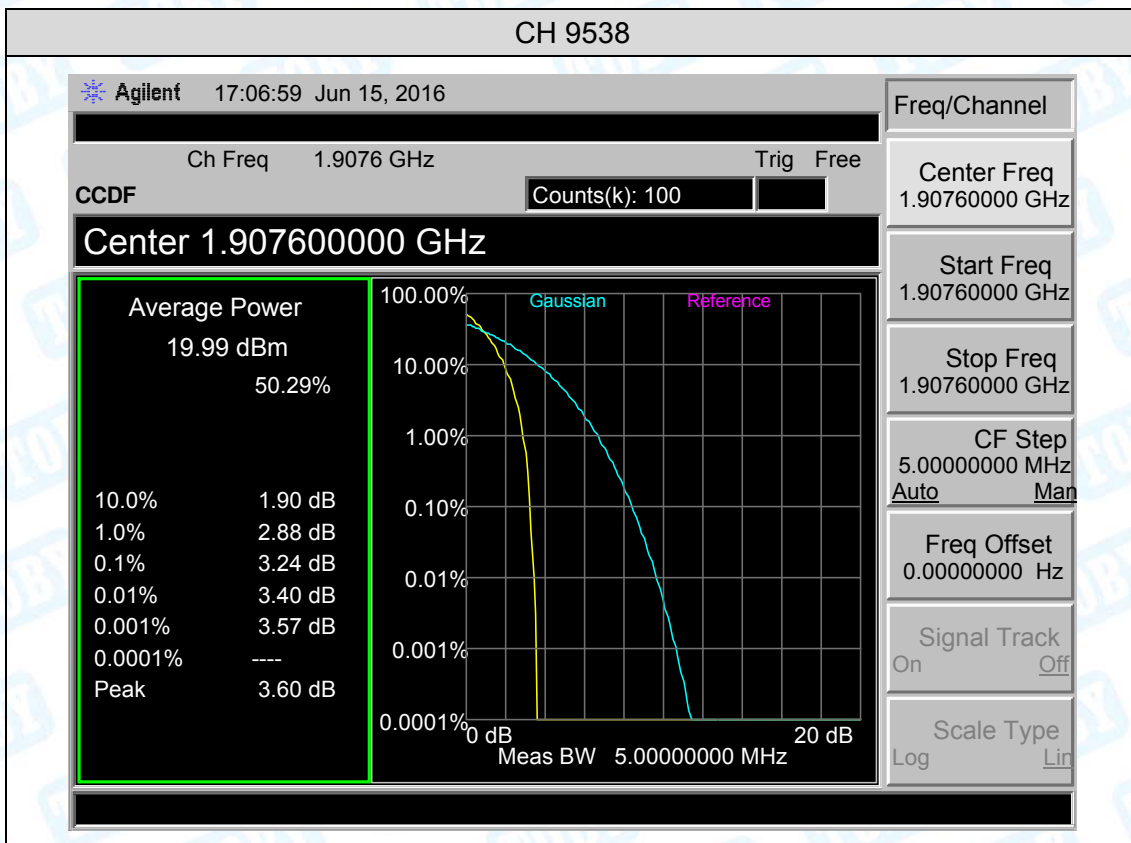 CH 9538
Agilent 17:06:59 Jun 15, 2016
Ch Freq 1.9076 GHz Trig Free
CCDF Counts(k): 100
Center 1.907600000 GHz
Average Power
19.99 dBm
50.29%
10.0% 1.90 dB
1.0% 2.88 dB
0.1% 3.24 dB
0.01% 3.40 dB
0.001% 3.57 dB
0.0001% ----
Peak 3.60 dB
Gaussian Reference
100.00%
10.00%
1.00%
0.10%
0.01%
0.001%
0.0001%
0 dB 20 dB
Meas BW 5.00000000 MHz
Freq/Channel
Center Freq
1.90760000 GHz
Start Freq
1.90760000 GHz
Stop Freq
1.90760000 GHz
CF Step
5.00000000 MHz
Auto Man
Freq Offset
0.00000000 Hz
Signal Track
On Off
Scale Type
Log Lin